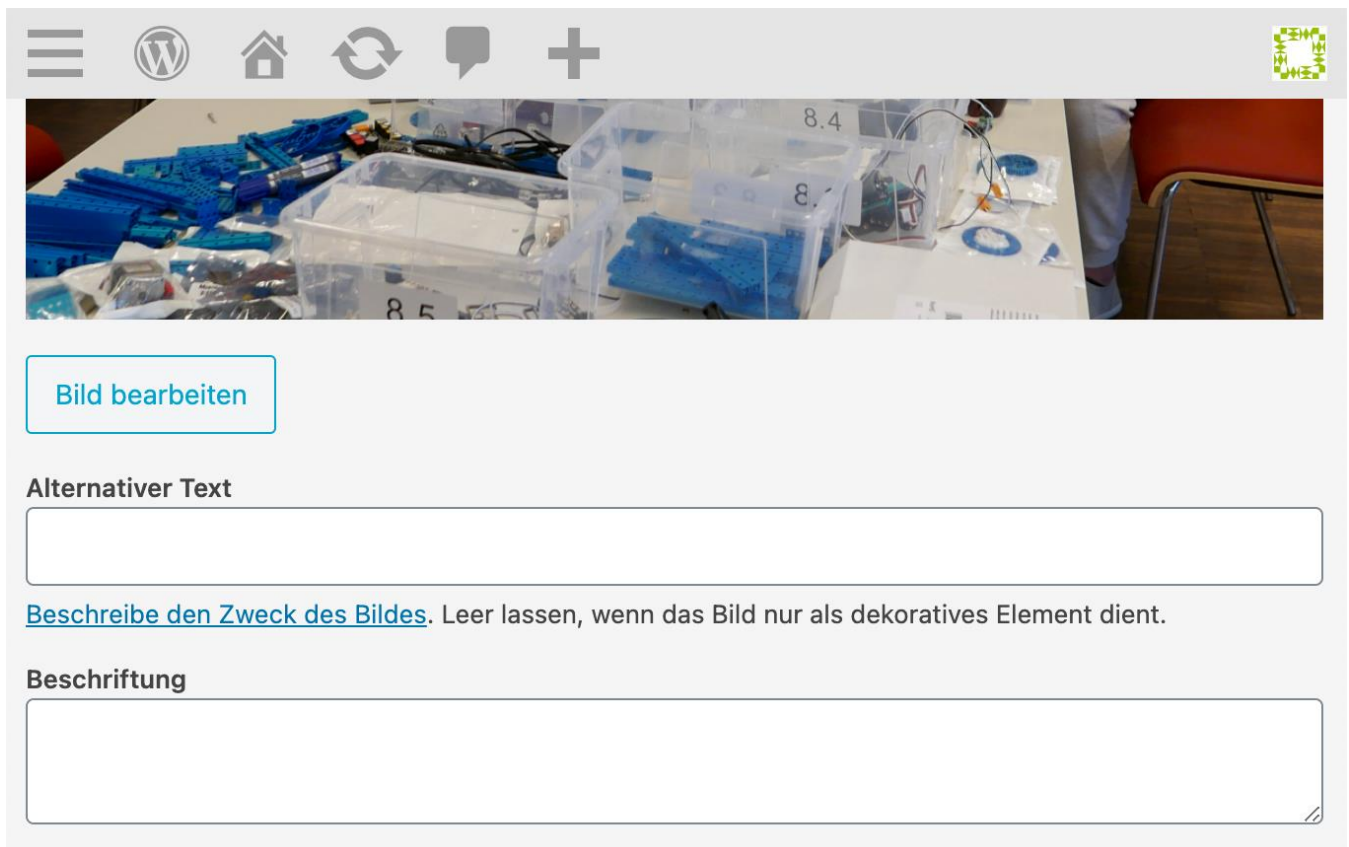 8.4
8.
8.5
Bild bearbeiten
Alternativer Text
Beschreibe den Zweck des Bildes. Leer lassen, wenn das Bild nur als dekoratives Element dient.
Beschriftung